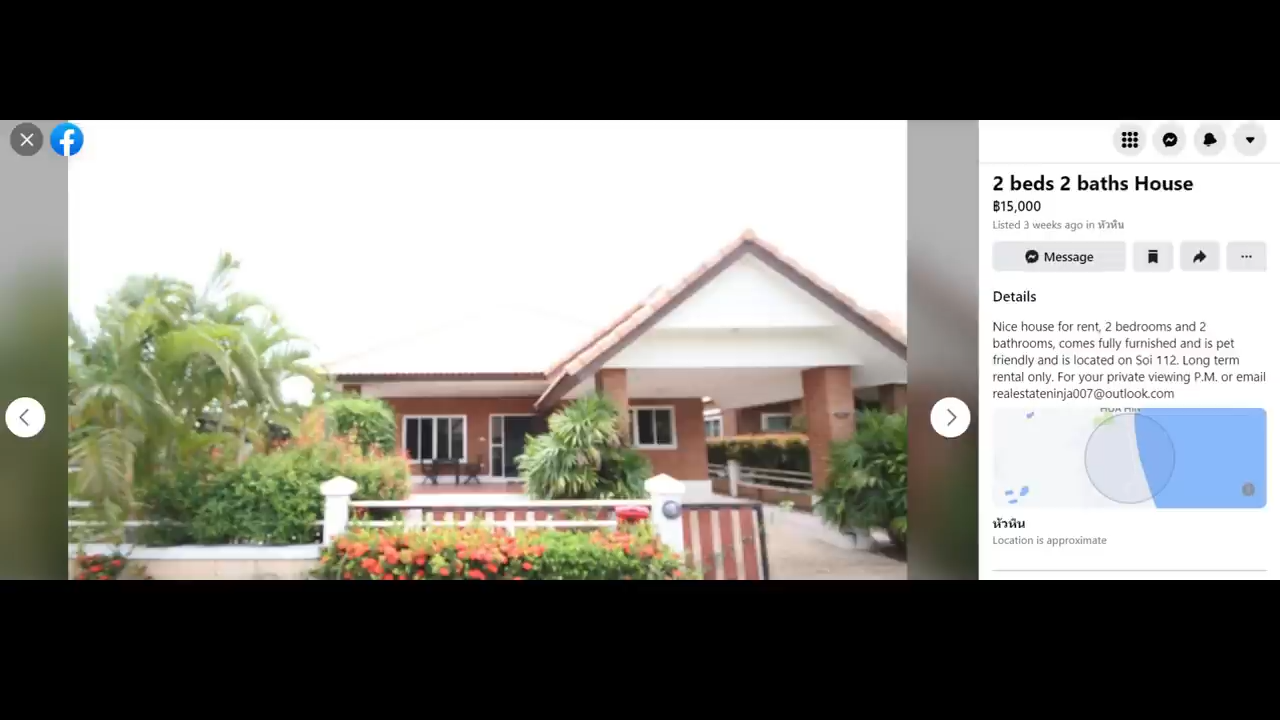 2 beds 2 baths House
฿15,000
Listed 3 weeks ago in หัวหิน
Message
Details
Nice house for rent, 2 bedrooms and 2
bathrooms, comes fully furnished and is pet
friendly and is located on Soi 112. Long term
rental only. For your private viewing P.M. or email
realestateninja007@outlook.com
HUA HIN
หัวหิน
Location is approximate